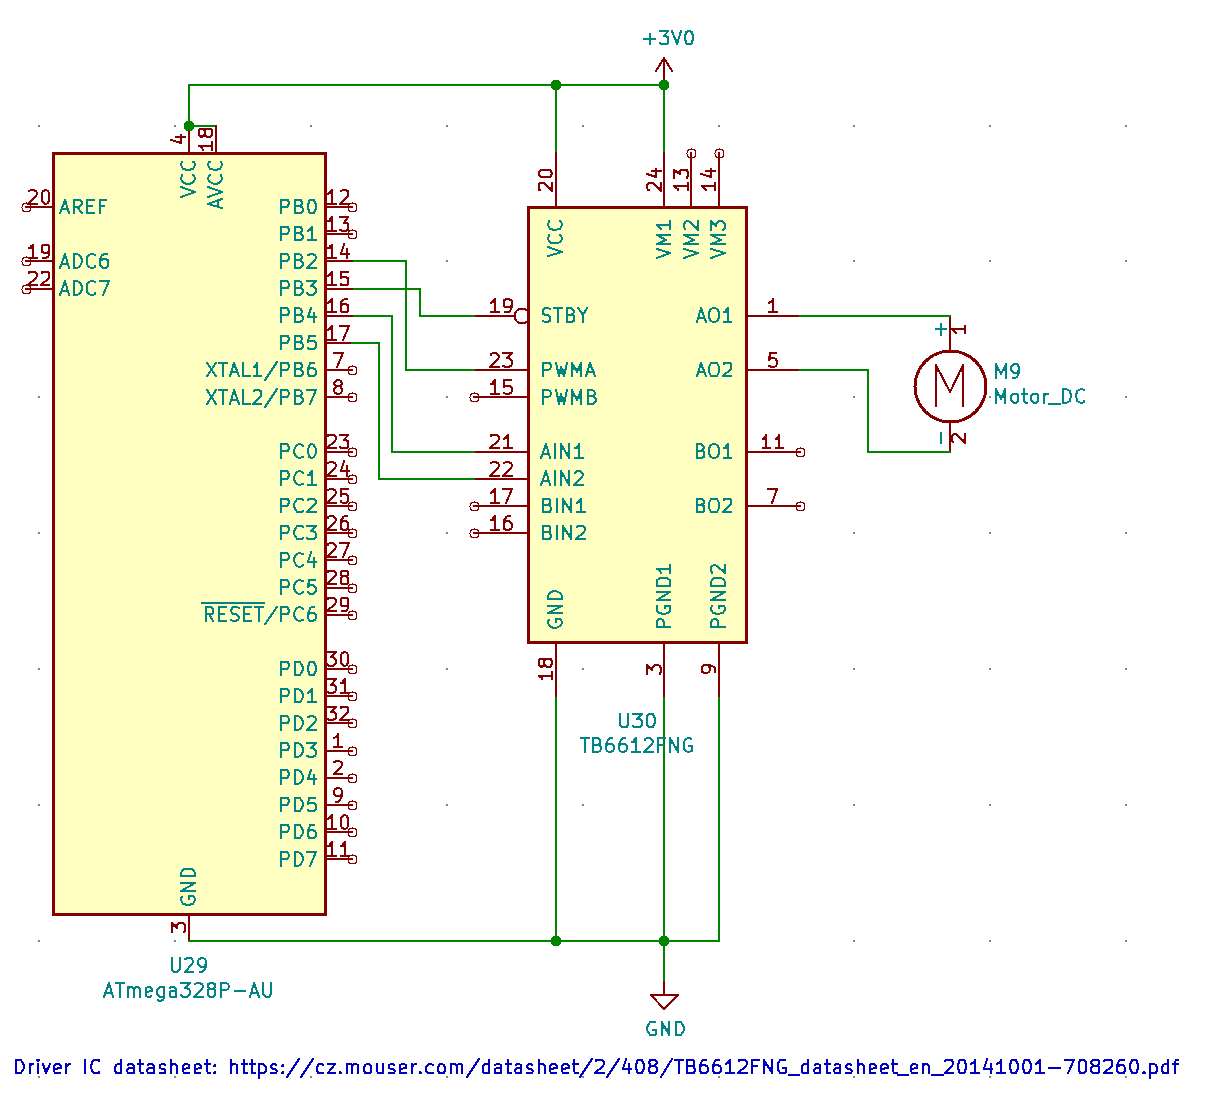 +3V0
4
18
VCC
AVCC
20
AREF
19
ADC6
22
ADC7
PB0
12
PB1
13
PB2
14
PB3
15
PB4
16
PB5
17
XTAL1/PB6
7
XTAL2/PB7
8
PC0
23
PC1
24
PC2
25
PC3
26
PC4
27
PC5
28
RESET/PC6
29
PD0
30
PD1
31
PD2
32
PD3
1
PD4
2
PD5
9
PD6
10
PD7
11
GND
3
U29
ATmega328P-AU
20
24
13
14
VCC
VM1
VM2
VM3
19
STBY
23
PWMA
15
PWMB
21
AIN1
22
AIN2
17
BIN1
16
BIN2
AO1
1
AO2
5
BO1
11
BO2
7
GND
PGND1
PGND2
18
3
9
U30
TB6612FNG
+
1
M
M9
Motor_DC
-
2
GND
Driver IC datasheet: https://cz.mouser.com/datasheet/2/408/TB6612FNG_datasheet_en_20141001-708260.pdf